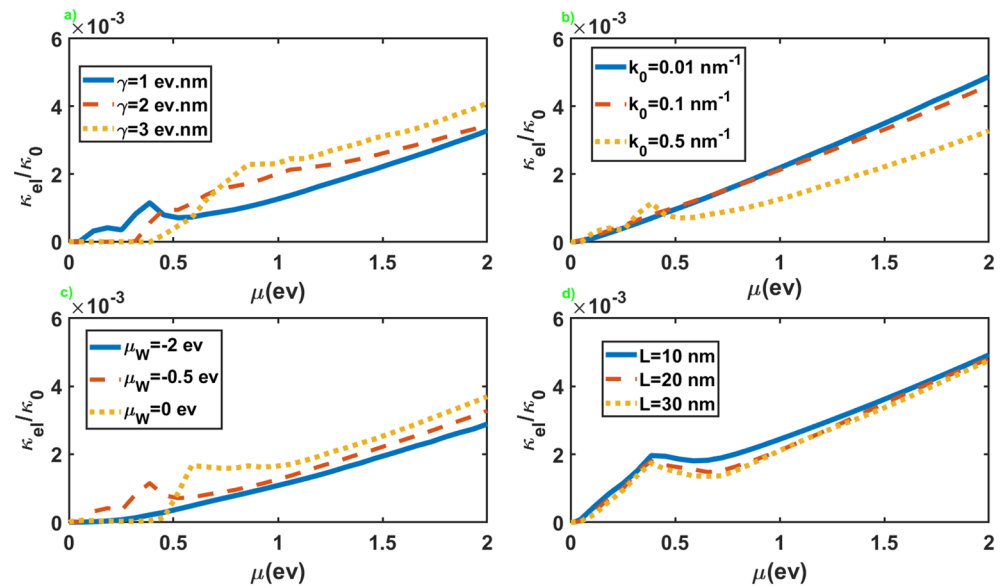 a)
×10⁻³
6
4
2
0
κel/κ0
γ=1 ev.nm
γ=2 ev.nm
γ=3 ev.nm
0 0.5 1 1.5 2
μ(ev)
b)
×10⁻³
6
4
2
0
κel/κ0
k₀=0.01 nm⁻¹
k₀=0.1 nm⁻¹
k₀=0.5 nm⁻¹
0 0.5 1 1.5 2
μ(ev)
c)
×10⁻³
6
4
2
0
κel/κ0
μW=-2 ev
μW=-0.5 ev
μW=0 ev
0 0.5 1 1.5 2
μ(ev)
d)
×10⁻³
6
4
2
0
κel/κ0
L=10 nm
L=20 nm
L=30 nm
0 0.5 1 1.5 2
μ(ev)